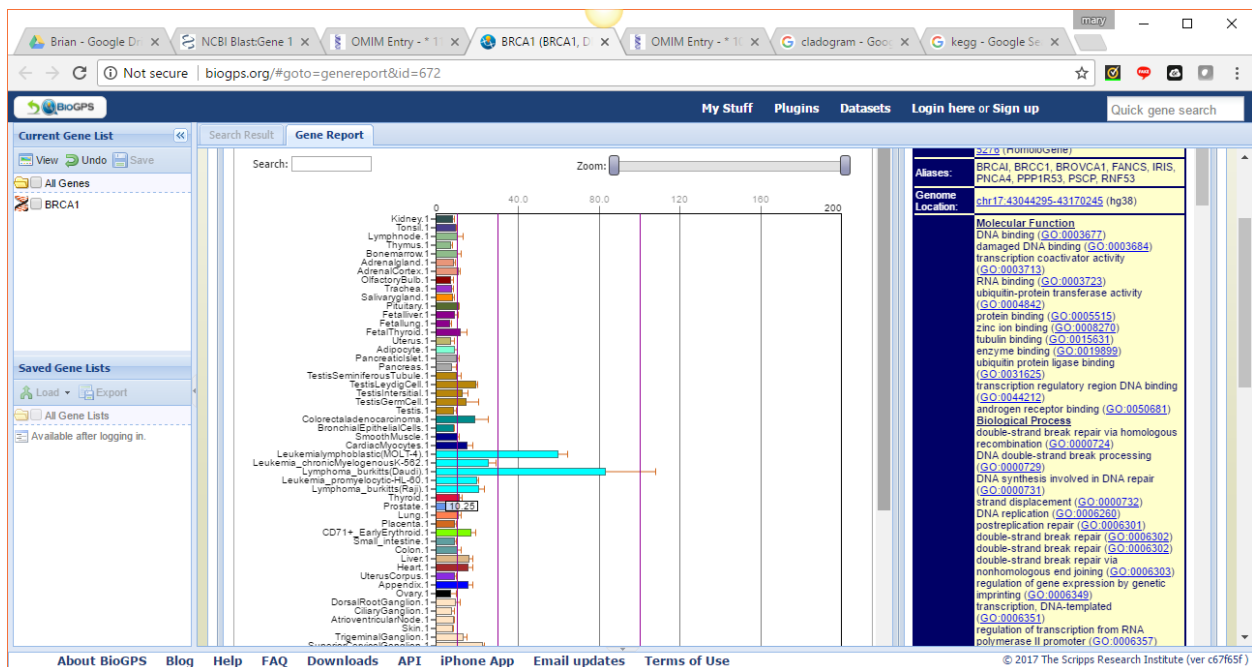 mary
Brian - Google Dri
NCBI Blast:Gene 1
OMIM Entry - * 1
BRCA1 (BRCA1, D
OMIM Entry - * 1
cladogram - Goog
kegg - Google Se
Not secure | biogps.org/#goto=genereport&id=672
BioGPS
My Stuff Plugins Datasets Login here or Sign up
Quick gene search
Current Gene List
View Undo Save
All Genes
BRCA1
Saved Gene Lists
Load Export
All Gene Lists
Available after logging in.
Search Result Gene Report
Search: Zoom:
0 40.0 80.0 120 160 200
Kidney.1
Tonsil.1
Lymphnode.1
Thymus.1
Bonemarrow.1
Adrenalgland.1
AdrenalCortex.1
OlfactoryBulb.1
Trachea.1
Salivarygland.1
Pituitary.1
Fetalliver.1
Fetallung.1
FetalThyroid.1
Uterus.1
Adipocyte.1
PancreaticIslet.1
Pancreas.1
TestisSeminiferousTubule.1
TestisLeydigCell.1
TestisIntersitial.1
TestisGermCell.1
Testis.1
Colorectaladenocarcinoma.1
BronchialEpithelialCells.1
SmoothMuscle.1
CardiacMyocytes.1
Leukemialymphoblastic(MOLT-4).1
Leukemia_chronicMyelogenousK-562.1
Lymphoma_burkitts(Daudi).1
Leukemia_promyelocytic-HL-60.1
Lymphoma_burkitts(Raji).1
Thyroid.1
Prostate.1 10.25
Lung.1
Placenta.1
CD71+_EarlyErythroid.1
Small_intestine.1
Colon.1
Liver.1
Heart.1
UterusCorpus.1
Appendix.1
Ovary.1
DorsalRootGanglion.1
CiliaryGanglion.1
AtrioventricularNode.1
Skin.1
TrigeminalGanglion.1
SuperiorCervicalGanglion.1
5276 (HomoloGene)
Aliases: BRCAI, BRCC1, BROVCA1, FANCS, IRIS,
PNCA4, PPP1R53, PSCP, RNF53
Genome Location: chr17:43044295-43170245 (hg38)
Molecular Function
DNA binding (GO:0003677)
damaged DNA binding (GO:0003684)
transcription coactivator activity
(GO:0003713)
RNA binding (GO:0003723)
ubiquitin-protein transferase activity
(GO:0004842)
protein binding (GO:0005515)
zinc ion binding (GO:0008270)
tubulin binding (GO:0015631)
enzyme binding (GO:0019899)
ubiquitin protein ligase binding
(GO:0031625)
transcription regulatory region DNA binding
(GO:0044212)
androgen receptor binding (GO:0050681)
Biological Process
double-strand break repair via homologous
recombination (GO:0000724)
DNA double-strand break processing
(GO:0000729)
DNA synthesis involved in DNA repair
(GO:0000731)
strand displacement (GO:0000732)
DNA replication (GO:0006260)
postreplication repair (GO:0006301)
double-strand break repair (GO:0006302)
double-strand break repair (GO:0006302)
double-strand break repair via
nonhomologous end joining (GO:0006303)
regulation of gene expression by genetic
imprinting (GO:0006349)
transcription, DNA-templated
(GO:0006351)
regulation of transcription from RNA
polymerase II promoter (GO:0006357)
About BioGPS Blog Help FAQ Downloads API iPhone App Email updates Terms of Use
© 2017 The Scripps Research Institute (ver c67f65f)